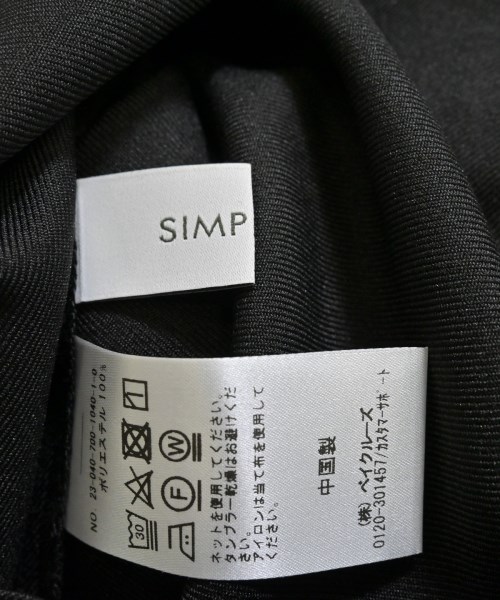 SIMP
NO. 23-040-700-1040-1-0
ポリエステル 100%
30
F
W
ネットを使用してください。
タンブラー乾燥はお避けくだ
さい。
アイロンは当て布を使用して
ください。
中国製
(株) ベイクルーズ
0120-301457/カスタマーサポート